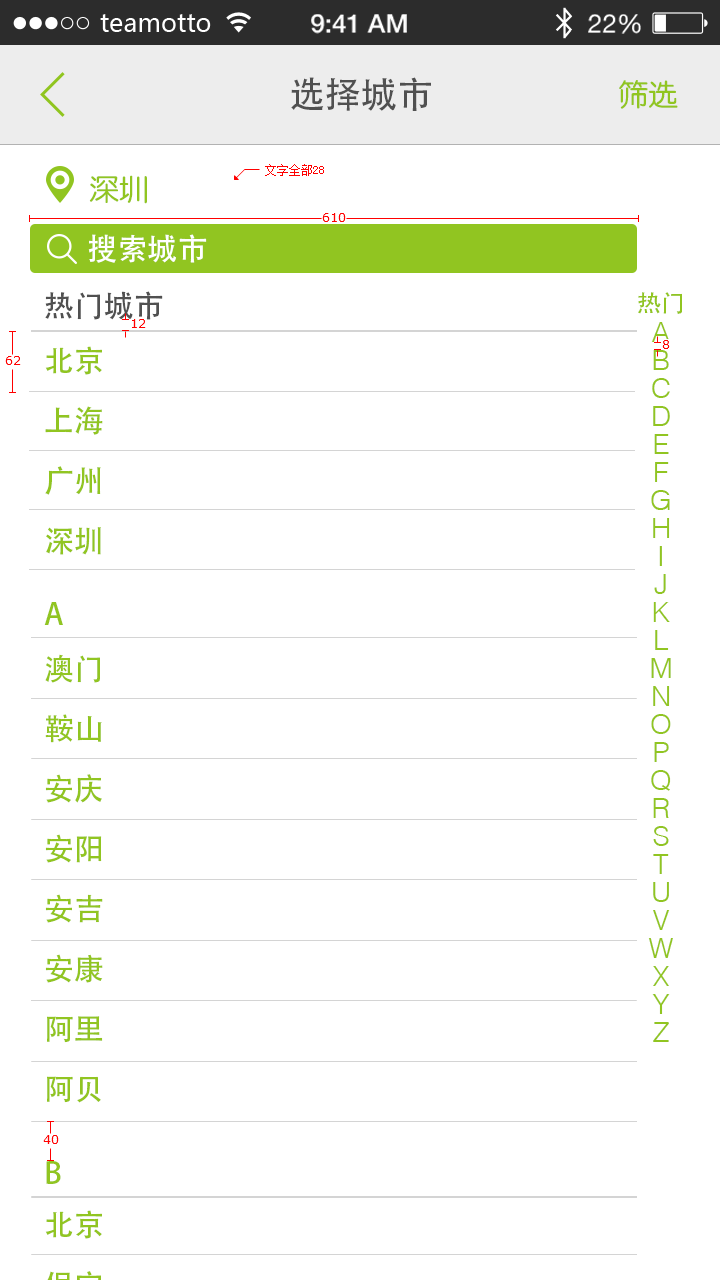 teamotto 9:41 AM 22%
选择城市 筛选
深圳 文字全部28
610
搜索城市
热门城市 热门
12
A
8
62
北京 B
C
上海 D
E
F
广州 G
H
深圳 I
J
A K
L
澳门 M
N
鞍山 O
P
安庆 Q
R
安阳 S
T
U
安吉 V
W
安康 X
Y
阿里 Z
阿贝
40
B
北京